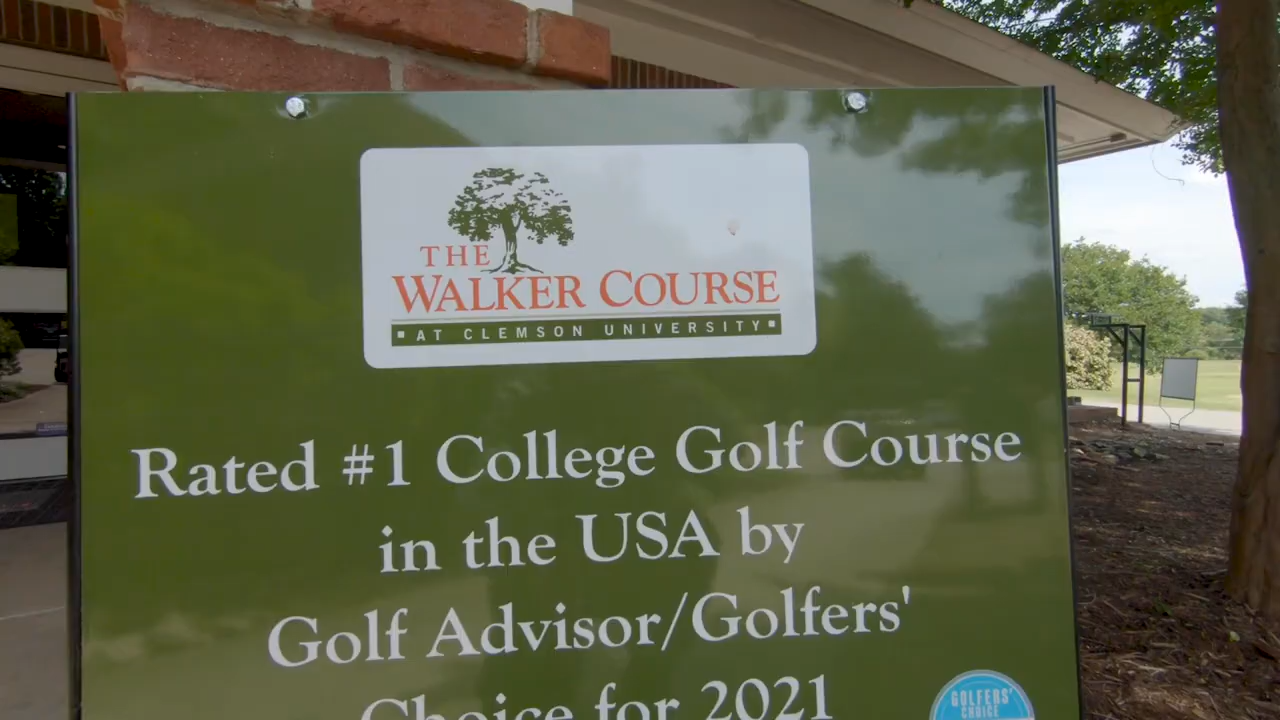 THE
WALKER COURSE
AT CLEMSON UNIVERSITY
Rated #1 College Golf Course
in the USA by
Golf Advisor/Golfers'
Choice for 2021
GOLFERS'
CHOICE